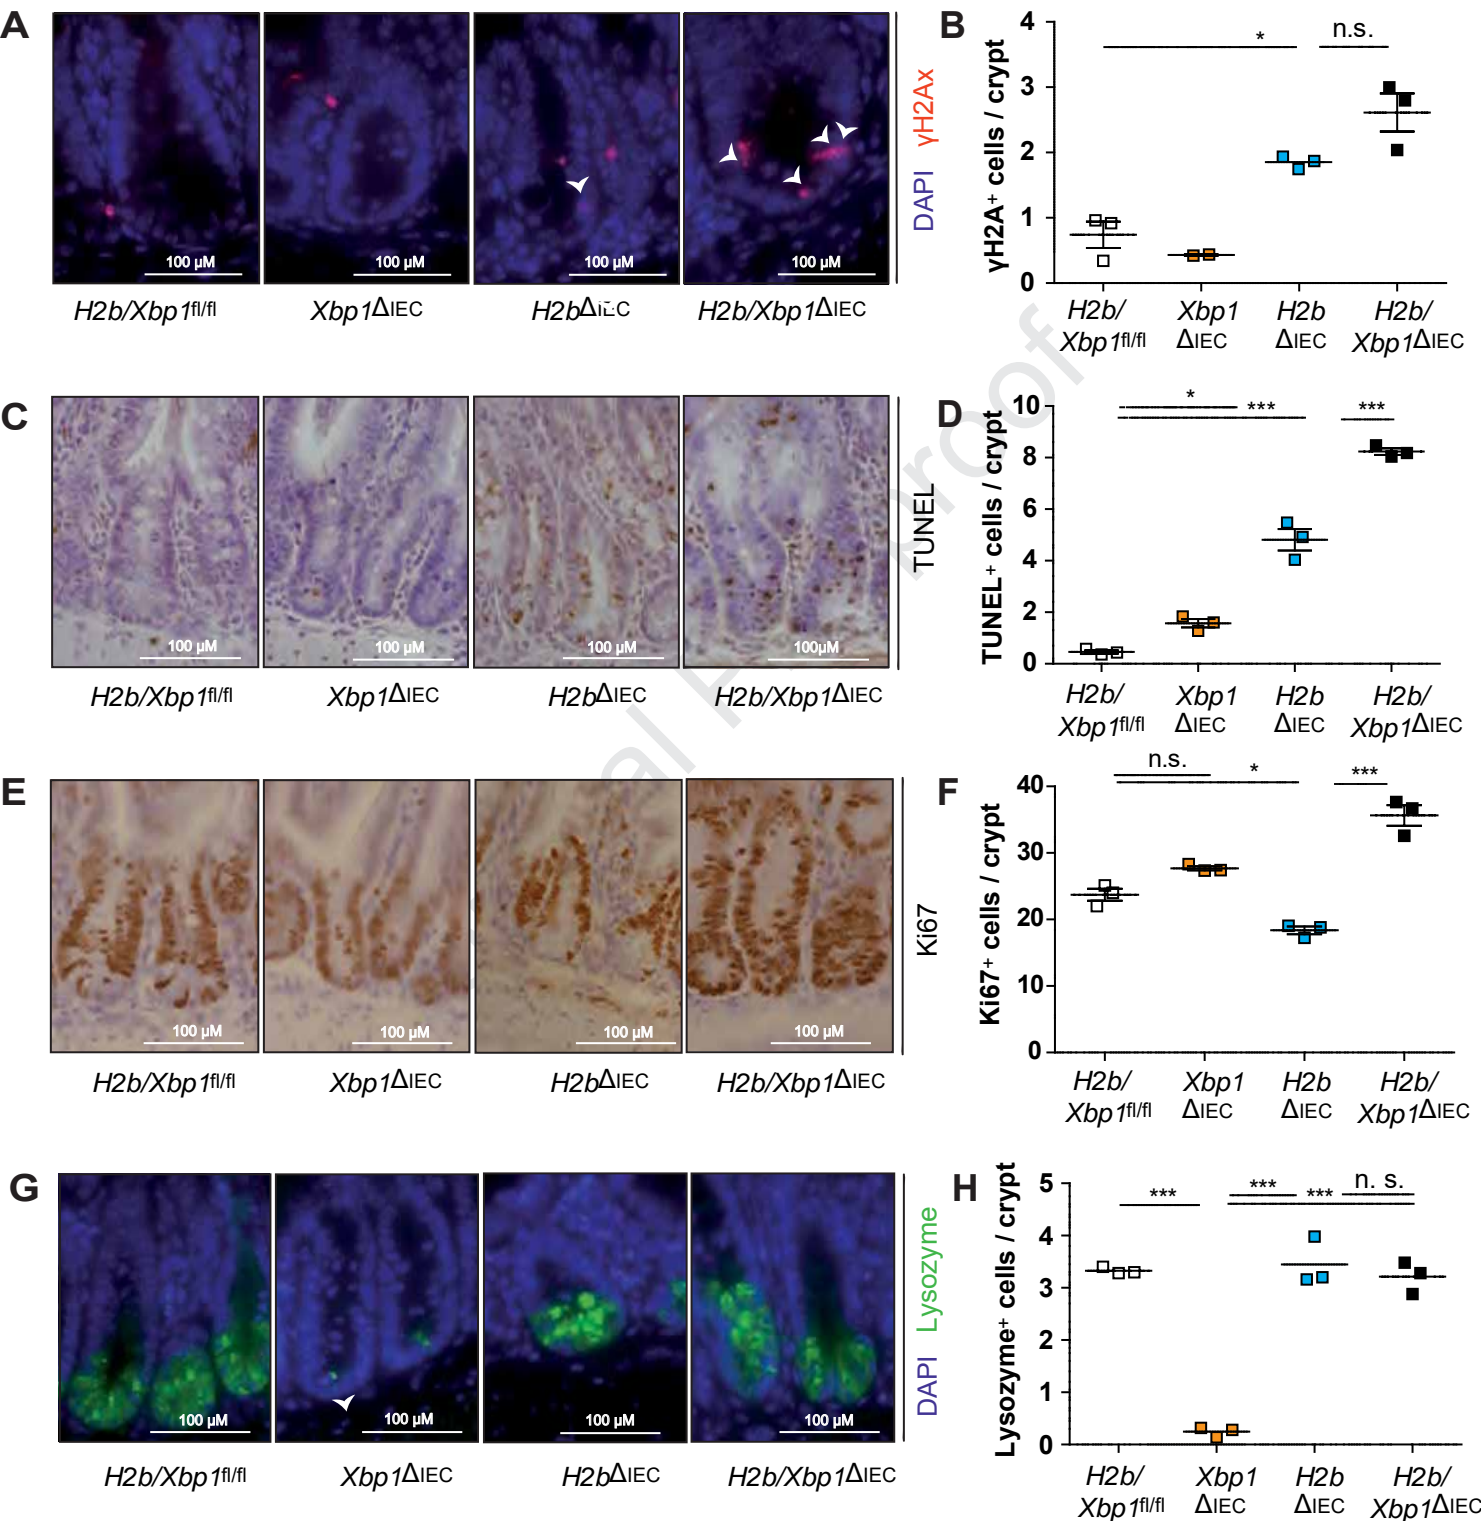 A
100 µM
100 µM
100 µM
100 µM
DAPI γH2Ax
H2b/Xbp1fl/fl
Xbp1ΔIEC
H2bΔIEC
H2b/Xbp1ΔIEC
B
γH2A+ cells / crypt
4
3
2
1
0
*
n.s.
H2b/
Xbp1fl/fl
Xbp1
ΔIEC
H2b
ΔIEC
H2b/
Xbp1ΔIEC
C
100 µM
100 µM
100 µM
100µM
TUNEL
H2b/Xbp1fl/fl
Xbp1ΔIEC
H2bΔIEC
H2b/Xbp1ΔIEC
D
TUNEL+ cells / crypt
10
8
6
4
2
0
*
***
***
H2b/
Xbp1fl/fl
Xbp1
ΔIEC
H2b
ΔIEC
H2b/
Xbp1ΔIEC
E
100 µM
100 µM
100 µM
100 µM
Ki67
H2b/Xbp1fl/fl
Xbp1ΔIEC
H2bΔIEC
H2b/Xbp1ΔIEC
F
Ki67+ cells / crypt
40
30
20
10
0
n.s.
*
***
H2b/
Xbp1fl/fl
Xbp1
ΔIEC
H2b
ΔIEC
H2b/
Xbp1ΔIEC
G
100 µM
100 µM
100 µM
100 µM
DAPI Lysozyme
H2b/Xbp1fl/fl
Xbp1ΔIEC
H2bΔIEC
H2b/Xbp1ΔIEC
H
Lysozyme+ cells / crypt
5
4
3
2
1
0
***
***
***
n. s.
H2b/
Xbp1fl/fl
Xbp1
ΔIEC
H2b
ΔIEC
H2b/
Xbp1ΔIEC